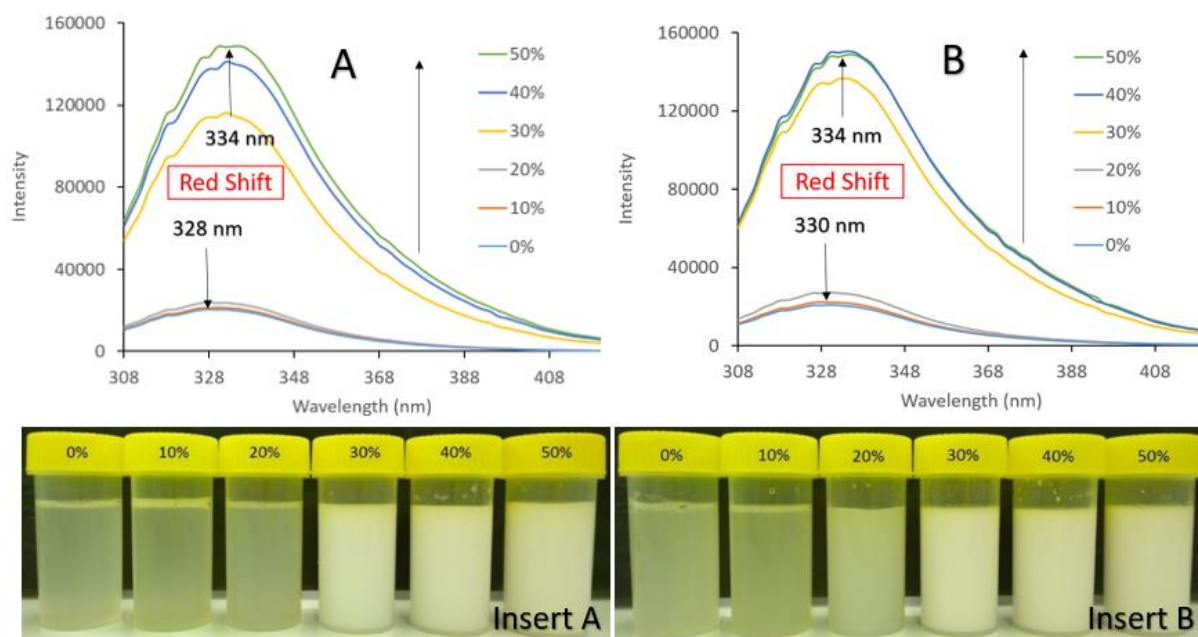 160000
120000
80000
40000
0
Intensity
A
50%
40%
30%
20%
10%
0%
334 nm
Red Shift
328 nm
308 328 348 368 388 408
Wavelength (nm)
160000
120000
80000
40000
0
Intensity
B
50%
40%
30%
20%
10%
0%
334 nm
Red Shift
330 nm
308 328 348 368 388 408
Wavelength (nm)
0% 10% 20% 30% 40% 50%
Insert A
0% 10% 20% 30% 40% 50%
Insert B